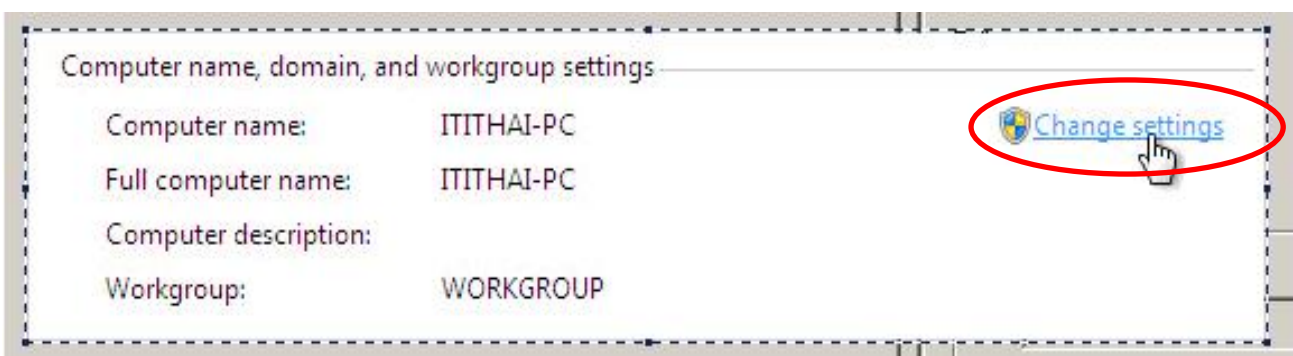 Computer name, domain, and workgroup settings
Computer name: ITITHAI-PC Change settings
Full computer name: ITITHAI-PC
Computer description:
Workgroup: WORKGROUP